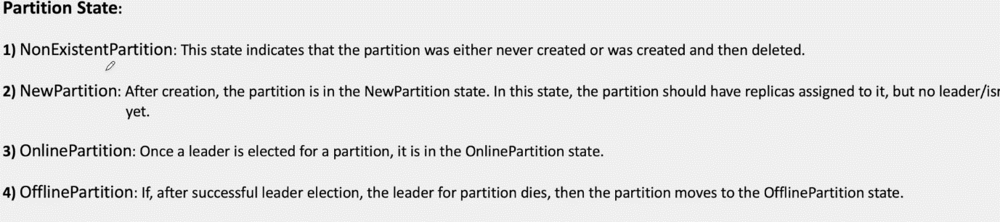 Partition State:
1) NonExistentPartition: This state indicates that the partition was either never created or was created and then deleted.
2) NewPartition: After creation, the partition is in the NewPartition state. In this state, the partition should have replicas assigned to it, but no leader/isr
yet.
3) OnlinePartition: Once a leader is elected for a partition, it is in the OnlinePartition state.
4) OfflinePartition: If, after successful leader election, the leader for partition dies, then the partition moves to the OfflinePartition state.